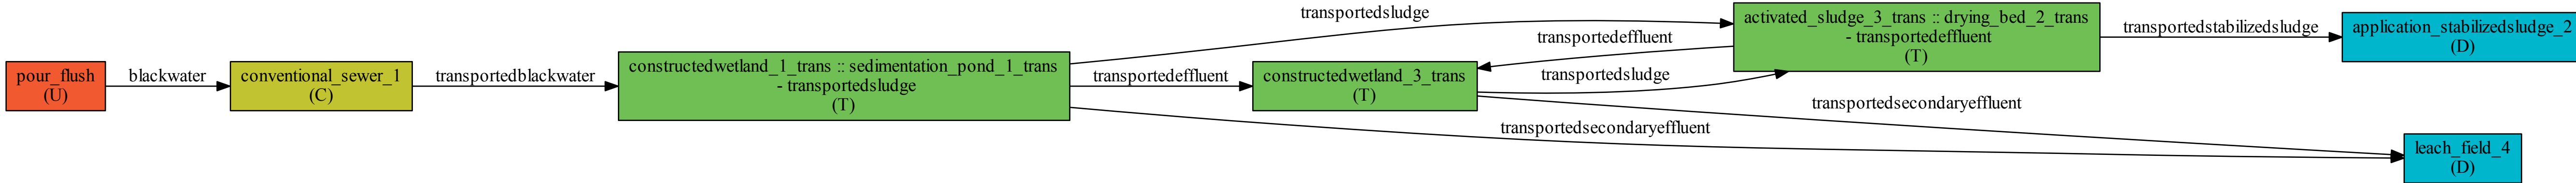 pour_flush
(U)
blackwater
conventional_sewer_1
(C)
transportedblackwater
constructedwetland_1_trans :: sedimentation_pond_1_trans
- transportedsludge
(T)
transportedsludge
transportedeffluent
transportedsecondaryeffluent
constructedwetland_3_trans
(T)
transportedeffluent
transportedsludge
transportedsecondaryeffluent
activated_sludge_3_trans :: drying_bed_2_trans
- transportedeffluent
(T)
transportedstabilizedsludge
application_stabilizedsludge_2
(D)
leach_field_4
(D)